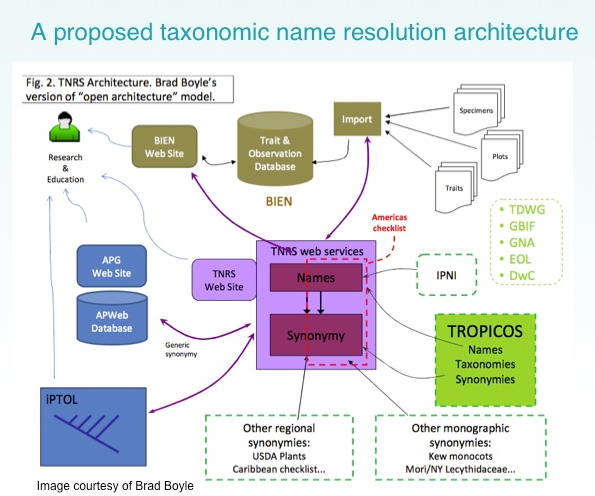 A proposed taxonomic name resolution architecture
Fig. 2. TNRS Architecture. Brad Boyle's
version of "open architecture" model.
Research
&
Education
BIEN
Web Site
Trait &
Observation
Database
BIEN
Import
Specimens
Plots
Traits
Americas
checklist
• TDWG
• GBIF
• GNA
• EOL
• DwC
APG
Web Site
APWeb
Database
TNRS
Web Site
TNRS web services
Names
Synonymy
IPNI
TROPICOS
Names
Taxonomies
Synonymies
Generic
synonymy
iPTOL
Other regional
synonymies:
USDA Plants
Caribbean checklist...
Other monographic
synonymies:
Kew monocots
Mori/NY Lecythidaceae...
Image courtesy of Brad Boyle